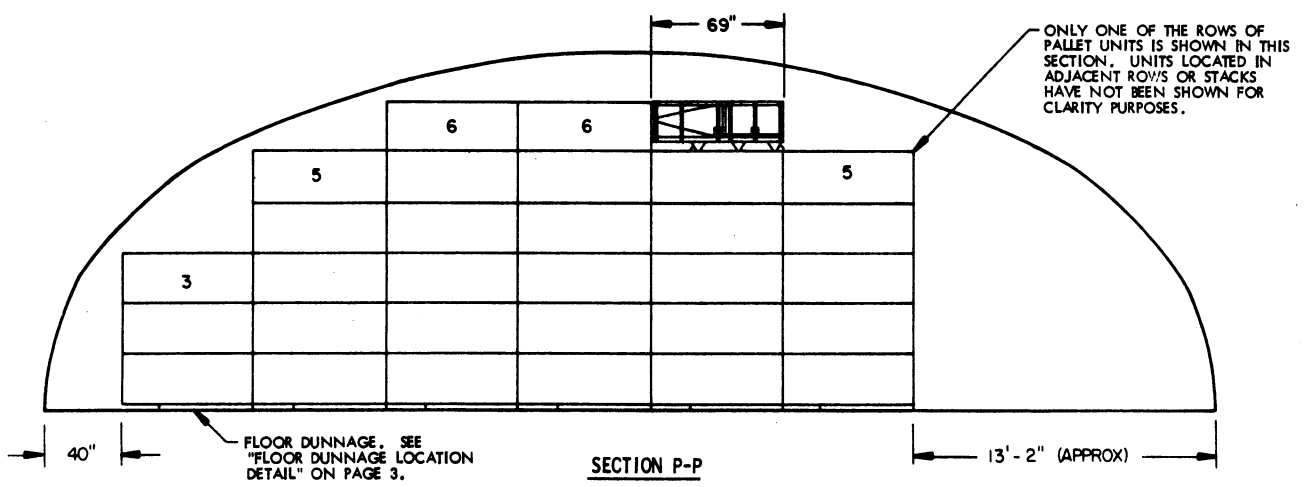 69"
ONLY ONE OF THE ROWS OF
PALLET UNITS IS SHOWN IN THIS
SECTION. UNITS LOCATED IN
ADJACENT ROWS OR STACKS
HAVE NOT BEEN SHOWN FOR
CLARITY PURPOSES.
6 6
5 5
3
40"
FLOOR DUNNAGE. SEE
"FLOOR DUNNAGE LOCATION
DETAIL" ON PAGE 3.
SECTION P-P
13'-2" (APPROX)